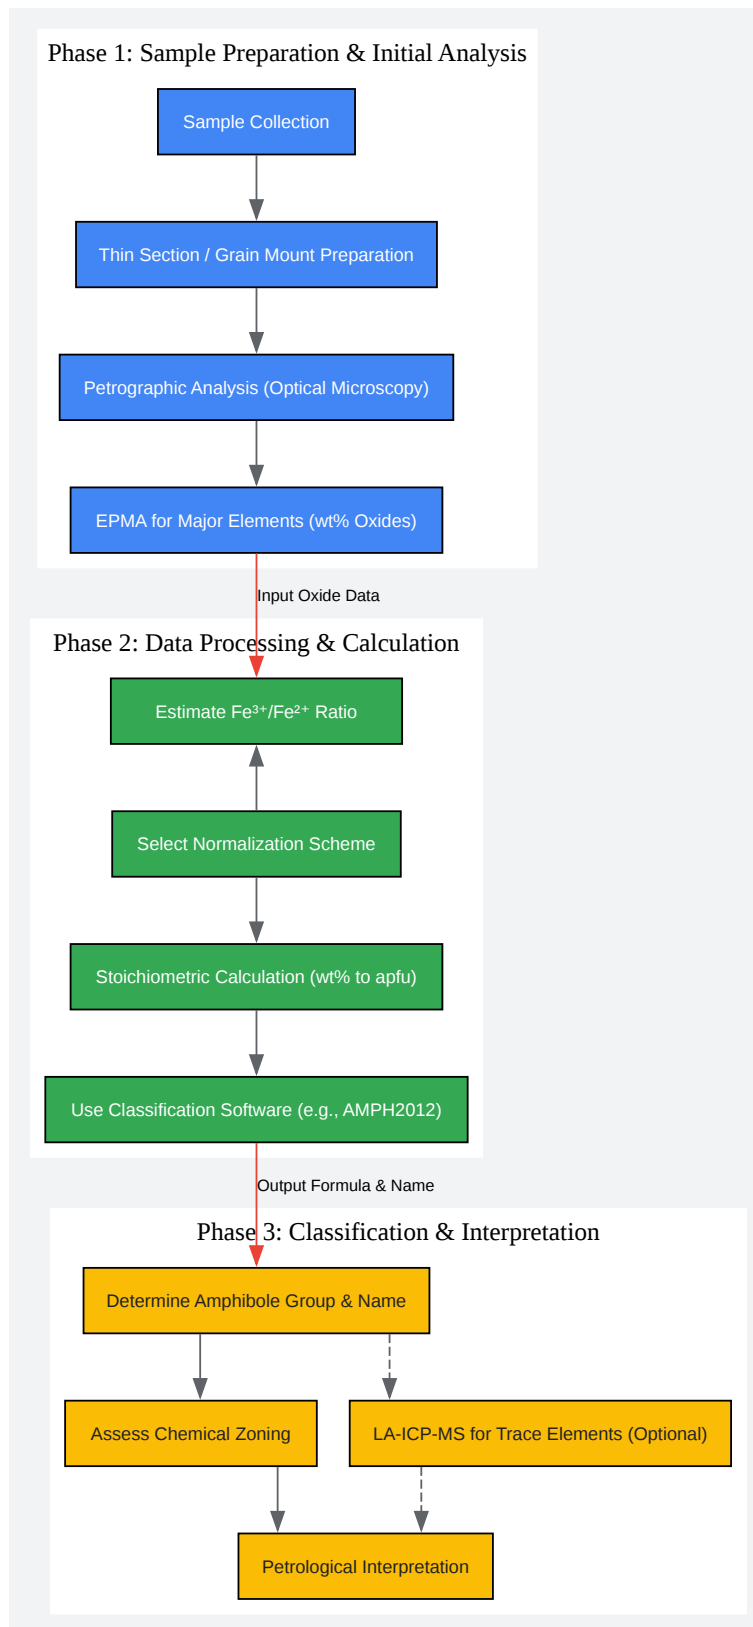 Phase 1: Sample Preparation & Initial Analysis
Sample Collection
Thin Section / Grain Mount Preparation
Petrographic Analysis (Optical Microscopy)
EPMA for Major Elements (wt% Oxides)
Input Oxide Data
Phase 2: Data Processing & Calculation
Estimate Fe³⁺/Fe²⁺ Ratio
Select Normalization Scheme
Stoichiometric Calculation (wt% to apfu)
Use Classification Software (e.g., AMPH2012)
Output Formula & Name
Phase 3: Classification & Interpretation
Determine Amphibole Group & Name
Assess Chemical Zoning
LA-ICP-MS for Trace Elements (Optional)
Petrological Interpretation